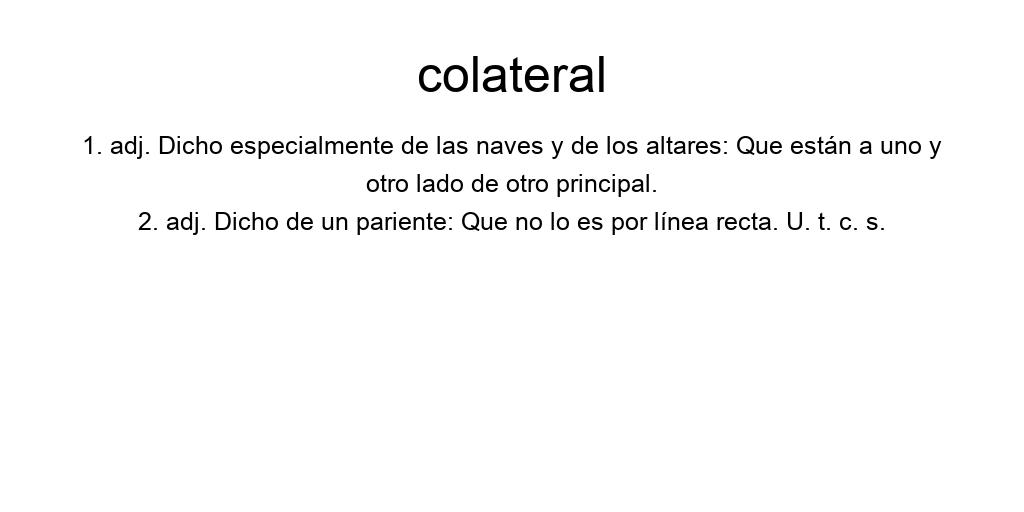 colateral
1. adj. Dicho especialmente de las naves y de los altares: Que están a uno y
otro lado de otro principal.
2. adj. Dicho de un pariente: Que no lo es por línea recta. U. t. c. s.